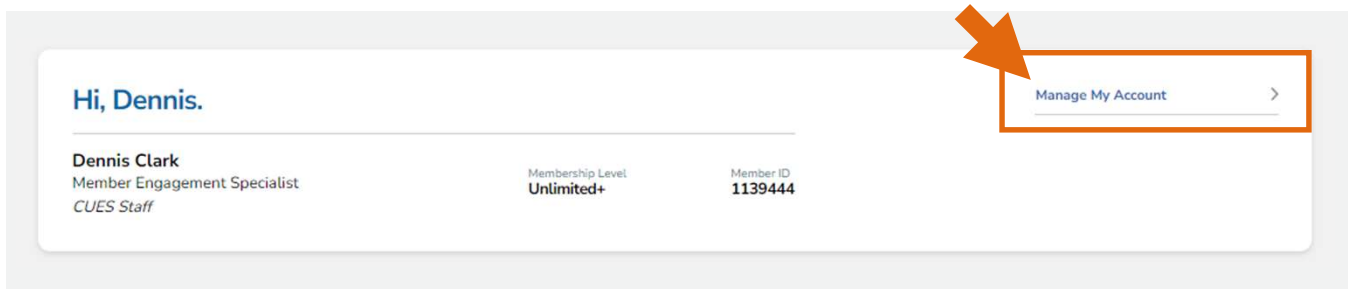 Hi, Dennis.
Manage My Account
Dennis Clark
Member Engagement Specialist
CUES Staff
Membership Level
Unlimited+
Member ID
1139444